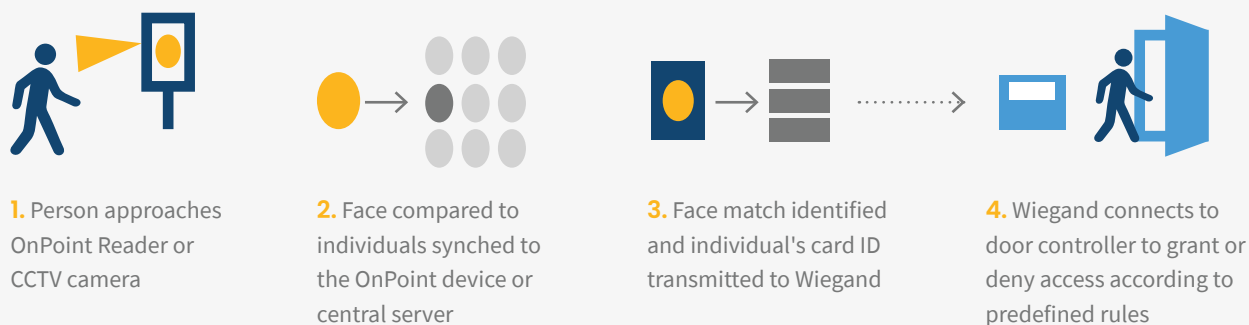 1. Person approaches
OnPoint Reader or
CCTV camera
2. Face compared to
individuals synched to
the OnPoint device or
central server
3. Face match identified
and individual's card ID
transmitted to Wiegand
4. Wiegand connects to
door controller to grant or
deny access according to
predefined rules